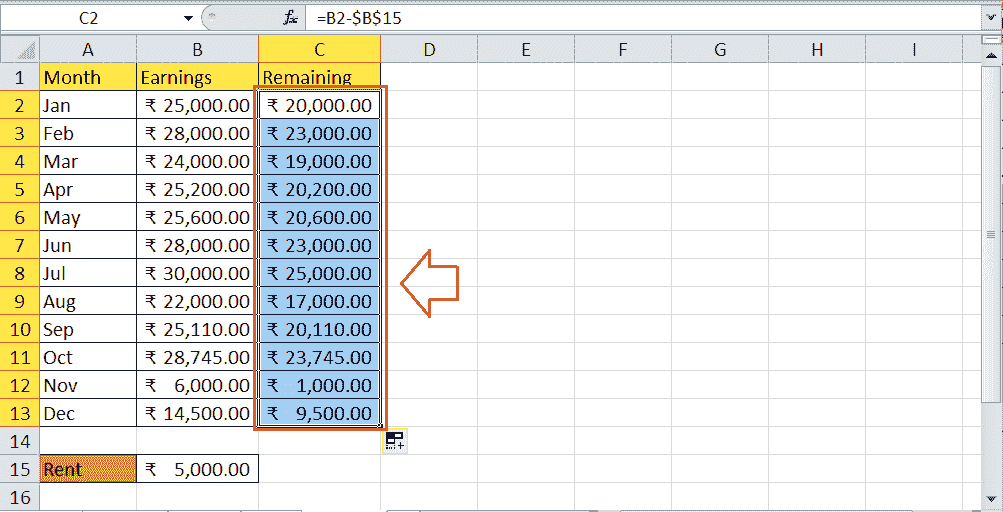 C2 fx =B2-$B$15
A B C D E F G H I
1 Month Earnings Remaining
2 Jan ₹ 25,000.00 ₹ 20,000.00
3 Feb ₹ 28,000.00 ₹ 23,000.00
4 Mar ₹ 24,000.00 ₹ 19,000.00
5 Apr ₹ 25,200.00 ₹ 20,200.00
6 May ₹ 25,600.00 ₹ 20,600.00
7 Jun ₹ 28,000.00 ₹ 23,000.00
8 Jul ₹ 30,000.00 ₹ 25,000.00
9 Aug ₹ 22,000.00 ₹ 17,000.00
10 Sep ₹ 25,110.00 ₹ 20,110.00
11 Oct ₹ 28,745.00 ₹ 23,745.00
12 Nov ₹ 6,000.00 ₹ 1,000.00
13 Dec ₹ 14,500.00 ₹ 9,500.00
14
15 Rent ₹ 5,000.00
16